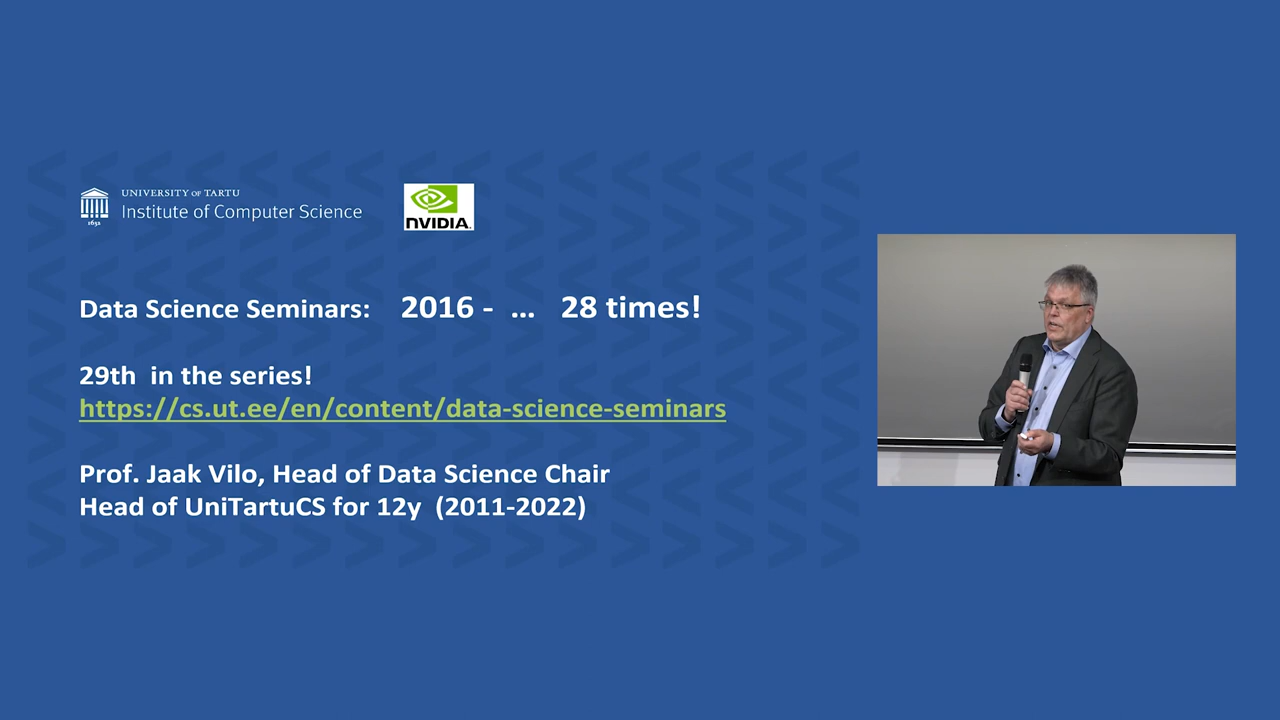 UNIVERSITY OF TARTU
Institute of Computer Science
1632
NVIDIA.
Data Science Seminars: 2016 - ... 28 times!
29th in the series!
https://cs.ut.ee/en/content/data-science-seminars
Prof. Jaak Vilo, Head of Data Science Chair
Head of UniTartuCS for 12y (2011-2022)